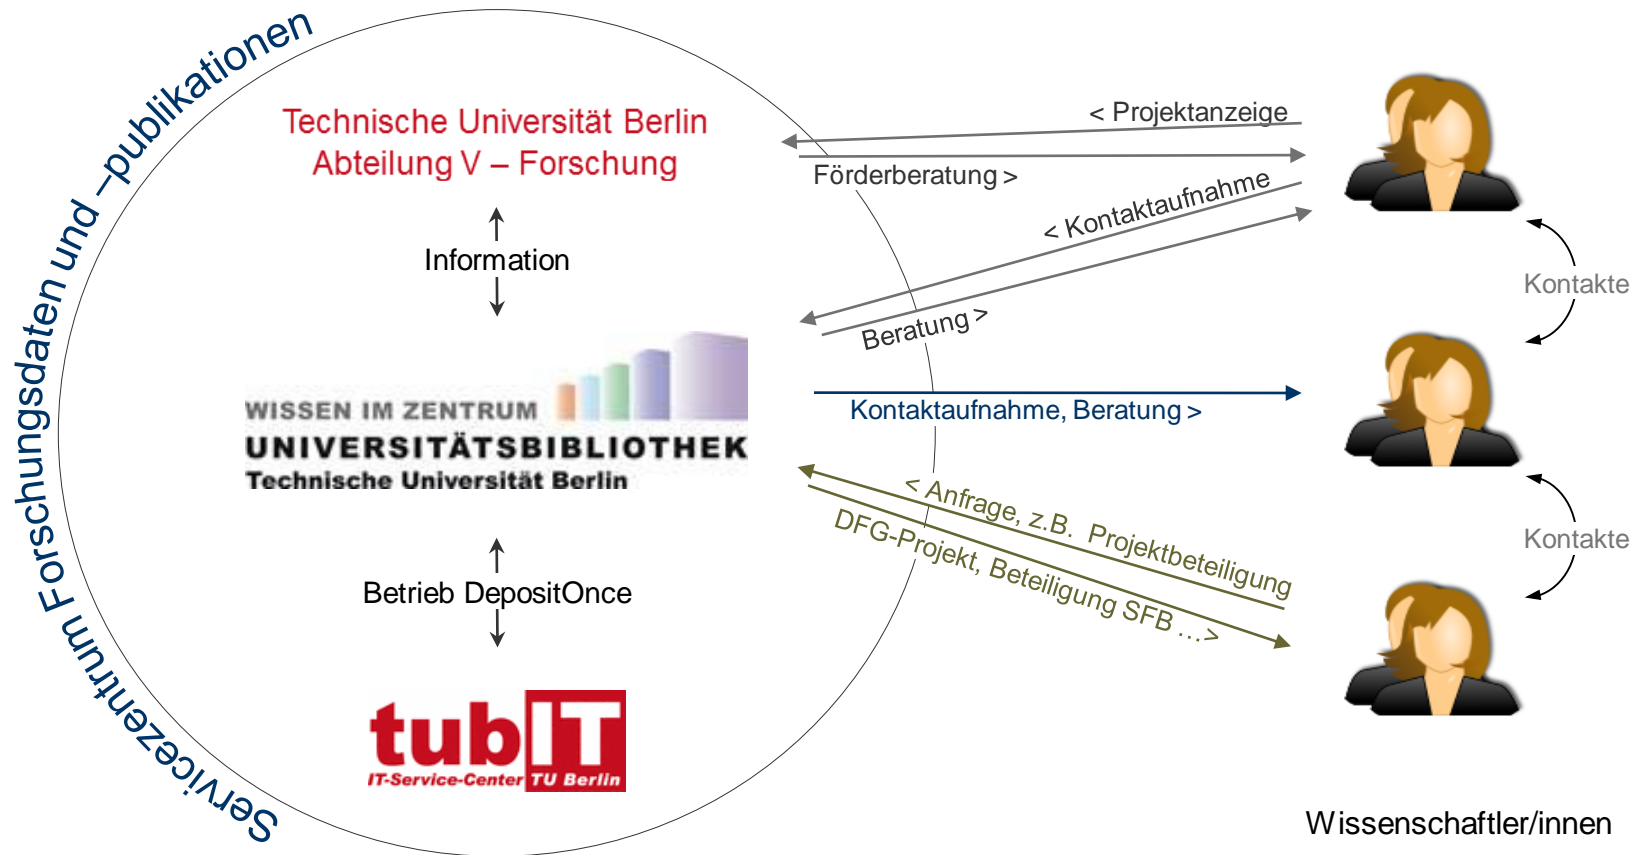 Servicezentrum Forschungsdaten und –publikationen
Technische Universität Berlin
Abteilung V – Forschung
Information
WISSEN IM ZENTRUM
UNIVERSITÄTSBIBLIOTHEK
Technische Universität Berlin
Betrieb DepositOnce
tubIT
IT-Service-Center TU Berlin
< Projektanzeige
Förderberatung >
< Kontaktaufnahme
Beratung >
Kontaktaufnahme, Beratung >
< Anfrage, z.B. Projektbeteiligung
DFG-Projekt, Beteiligung SFB …>
Kontakte
Kontakte
Wissenschaftler/innen